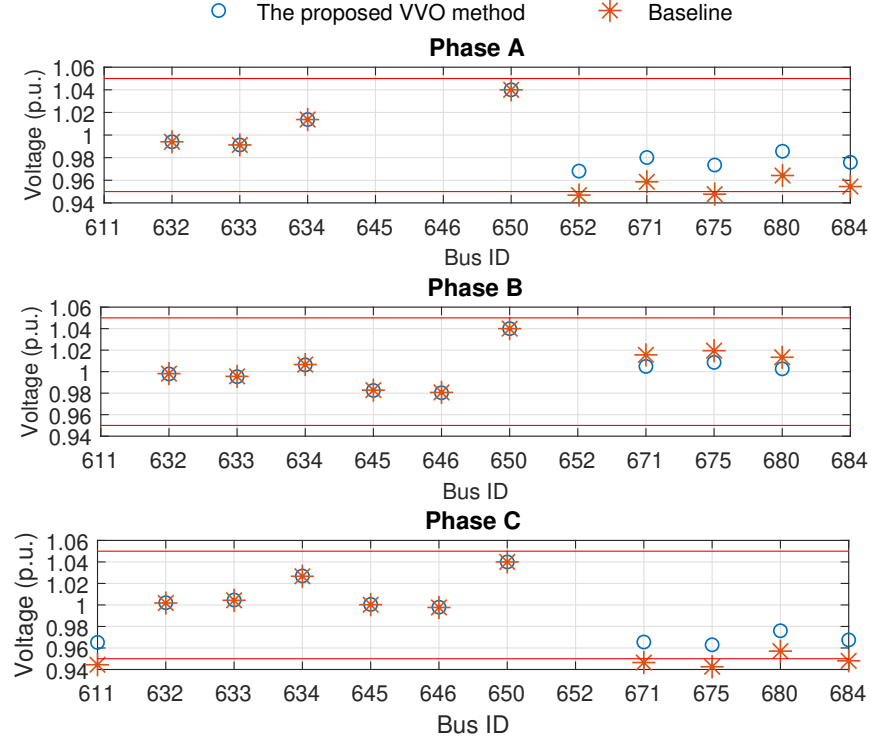 The proposed VVO method Baseline
Phase A
Voltage (p.u.)
1.06
1.04
1.02
1
0.98
0.96
0.94
611 632 633 634 645 646 650 652 671 675 680 684
Bus ID
Phase B
Voltage (p.u.)
1.06
1.04
1.02
1
0.98
0.96
0.94
611 632 633 634 645 646 650 652 671 675 680 684
Bus ID
Phase C
Voltage (p.u.)
1.06
1.04
1.02
1
0.98
0.96
0.94
611 632 633 634 645 646 650 652 671 675 680 684
Bus ID